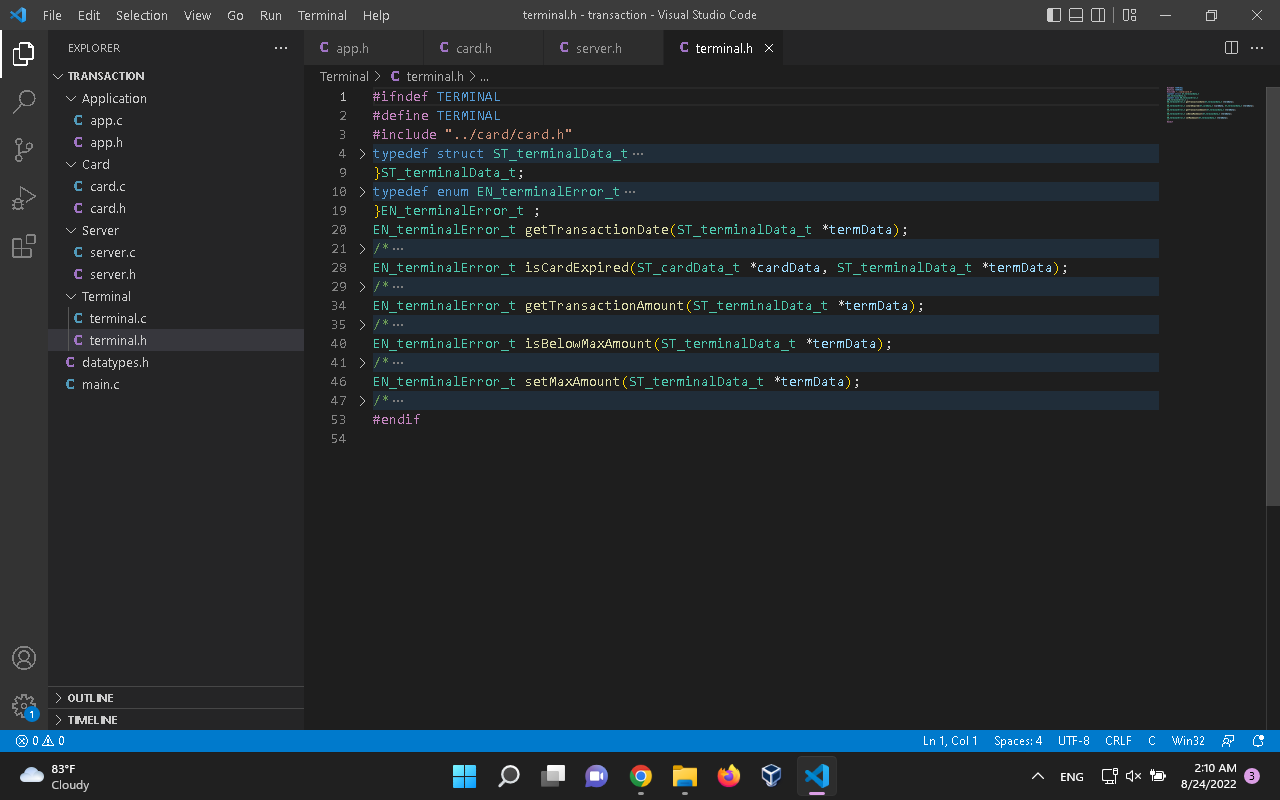 File Edit Selection View Go Run Terminal Help
terminal.h - transaction - Visual Studio Code
EXPLORER
TRANSACTION
Application
app.c
app.h
Card
card.c
card.h
Server
server.c
server.h
Terminal
terminal.c
terminal.h
datatypes.h
main.c
OUTLINE
TIMELINE
app.h card.h server.h terminal.h
Terminal > terminal.h > ...
1 #ifndef TERMINAL
2 #define TERMINAL
3 #include "../card/card.h"
4 typedef struct ST_terminalData_t ...
9 }ST_terminalData_t;
10 typedef enum EN_terminalError_t ...
19 }EN_terminalError_t ;
20 EN_terminalError_t getTransactionDate(ST_terminalData_t *termData);
21 /* ...
28 EN_terminalError_t isCardExpired(ST_cardData_t *cardData, ST_terminalData_t *termData);
29 /* ...
34 EN_terminalError_t getTransactionAmount(ST_terminalData_t *termData);
35 /* ...
40 EN_terminalError_t isBelowMaxAmount(ST_terminalData_t *termData);
41 /* ...
46 EN_terminalError_t setMaxAmount(ST_terminalData_t *termData);
47 /* ...
53 #endif
54
1
0 0 Ln 1, Col 1 Spaces: 4 UTF-8 CRLF C Win32
83°F
Cloudy
ENG
2:10 AM
8/24/2022
3